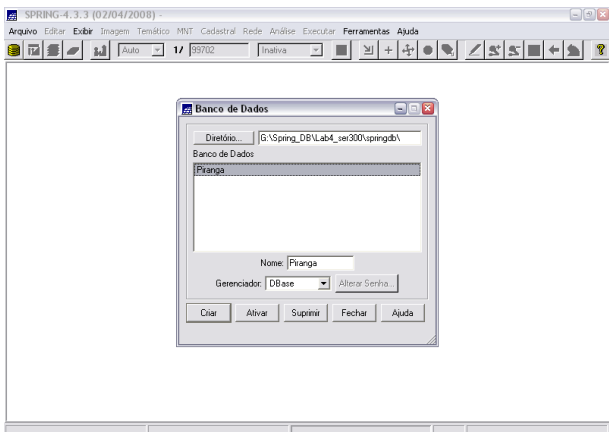 SPRING-4.3.3 (02/04/2008) -
Arquivo Editar Exibir Imagem Temático MNT Cadastral Rede Análise Executar Ferramentas Ajuda
Auto 1/ 99702 Inativa
Banco de Dados
Diretório... G:\Spring_DB\Lab4_ser300\springdb\
Banco de Dados
Piranga
Nome: Piranga
Gerenciador: DBase Alterar Senha...
Criar Ativar Suprimir Fechar Ajuda